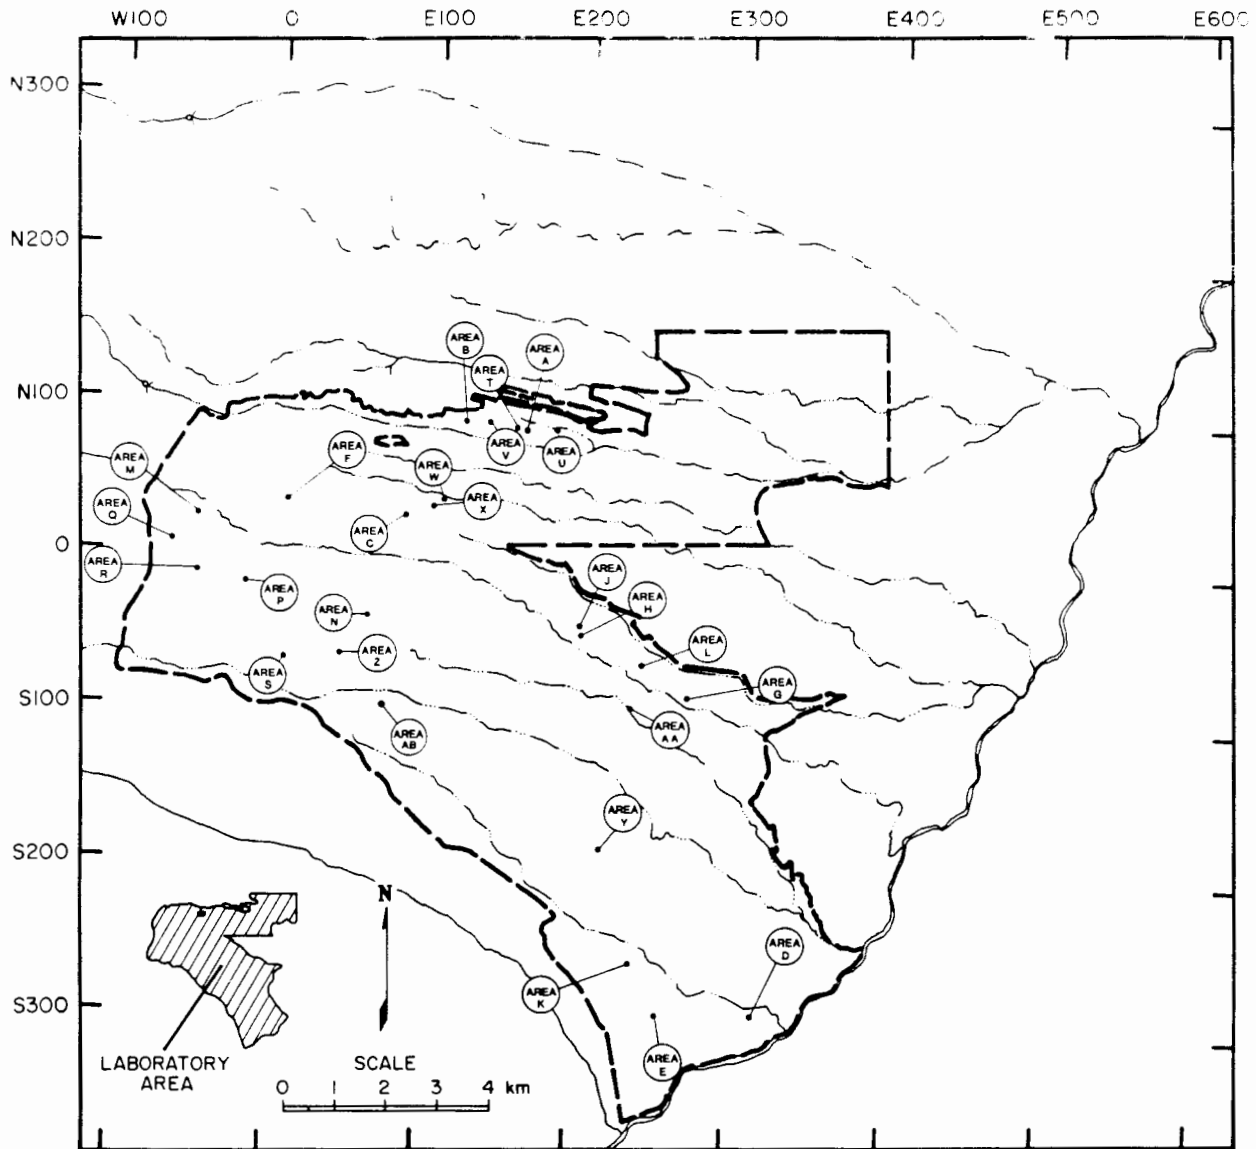 W100 0 E100 E200 E300 E400 E500 E600
N300
N200
N100
0
S100
S200
S300
AREA B
AREA A
AREA T
AREA V
AREA U
AREA F
AREA M
AREA W
AREA Q
AREA X
AREA C
AREA R
AREA J
AREA P
AREA H
AREA N
AREA L
AREA Z
AREA S
AREA G
AREA AB
AREA AA
AREA Y
N
AREA D
AREA K
AREA E
LABORATORY
AREA
SCALE
0 1 2 3 4 km